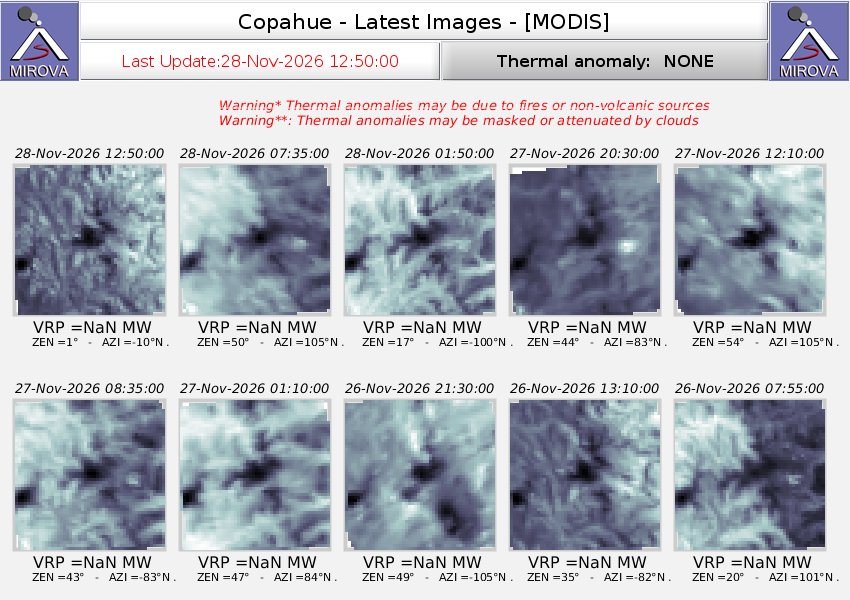 Copahue - Latest Images - [MODIS]
MIROVA
MIROVA
Last Update:28-Nov-2026 12:50:00
Thermal anomaly: NONE
Warning* Thermal anomalies may be due to fires or non-volcanic sources
Warning**: Thermal anomalies may be masked or attenuated by clouds
28-Nov-2026 12:50:00
28-Nov-2026 07:35:00
28-Nov-2026 01:50:00
27-Nov-2026 20:30:00
27-Nov-2026 12:10:00
VRP =NaN MW
VRP =NaN MW
VRP =NaN MW
VRP =NaN MW
VRP =NaN MW
ZEN =1° - AZI =-10°N .
ZEN =50° - AZI =105°N .
ZEN =17° - AZI =-100°N .
ZEN =44° - AZI =83°N .
ZEN =54° - AZI =105°N .
27-Nov-2026 08:35:00
27-Nov-2026 01:10:00
26-Nov-2026 21:30:00
26-Nov-2026 13:10:00
26-Nov-2026 07:55:00
VRP =NaN MW
VRP =NaN MW
VRP =NaN MW
VRP =NaN MW
VRP =NaN MW
ZEN =43° - AZI =-83°N .
ZEN =47° - AZI =84°N .
ZEN =49° - AZI =-105°N .
ZEN =35° - AZI =-82°N .
ZEN =20° - AZI =101°N .